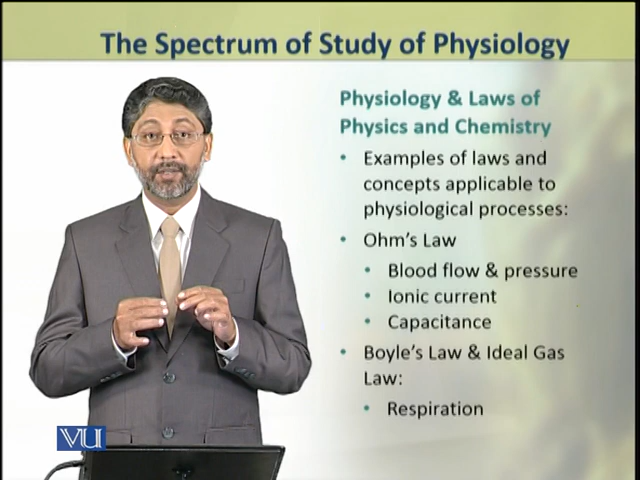 The Spectrum of Study of Physiology
Physiology & Laws of
Physics and Chemistry
• Examples of laws and
concepts applicable to
physiological processes:
• Ohm's Law
• Blood flow & pressure
• Ionic current
• Capacitance
• Boyle's Law & Ideal Gas
Law:
• Respiration
VU